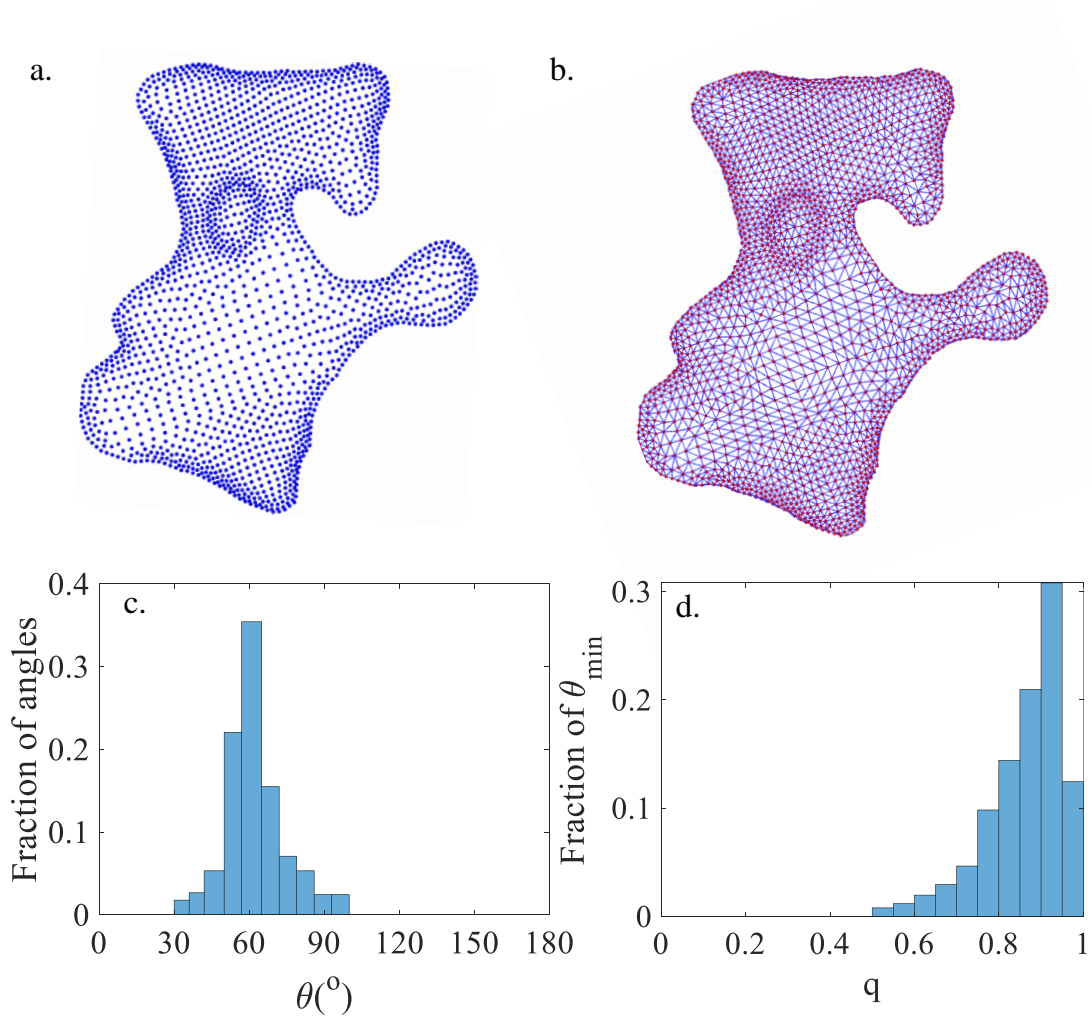 a.
b.
c.
Fraction of angles
0.4
0.3
0.2
0.1
0
0 30 60 90 120 150 180
θ(°)
d.
Fraction of θmin
0.3
0.2
0.1
0
0 0.2 0.4 0.6 0.8 1
q